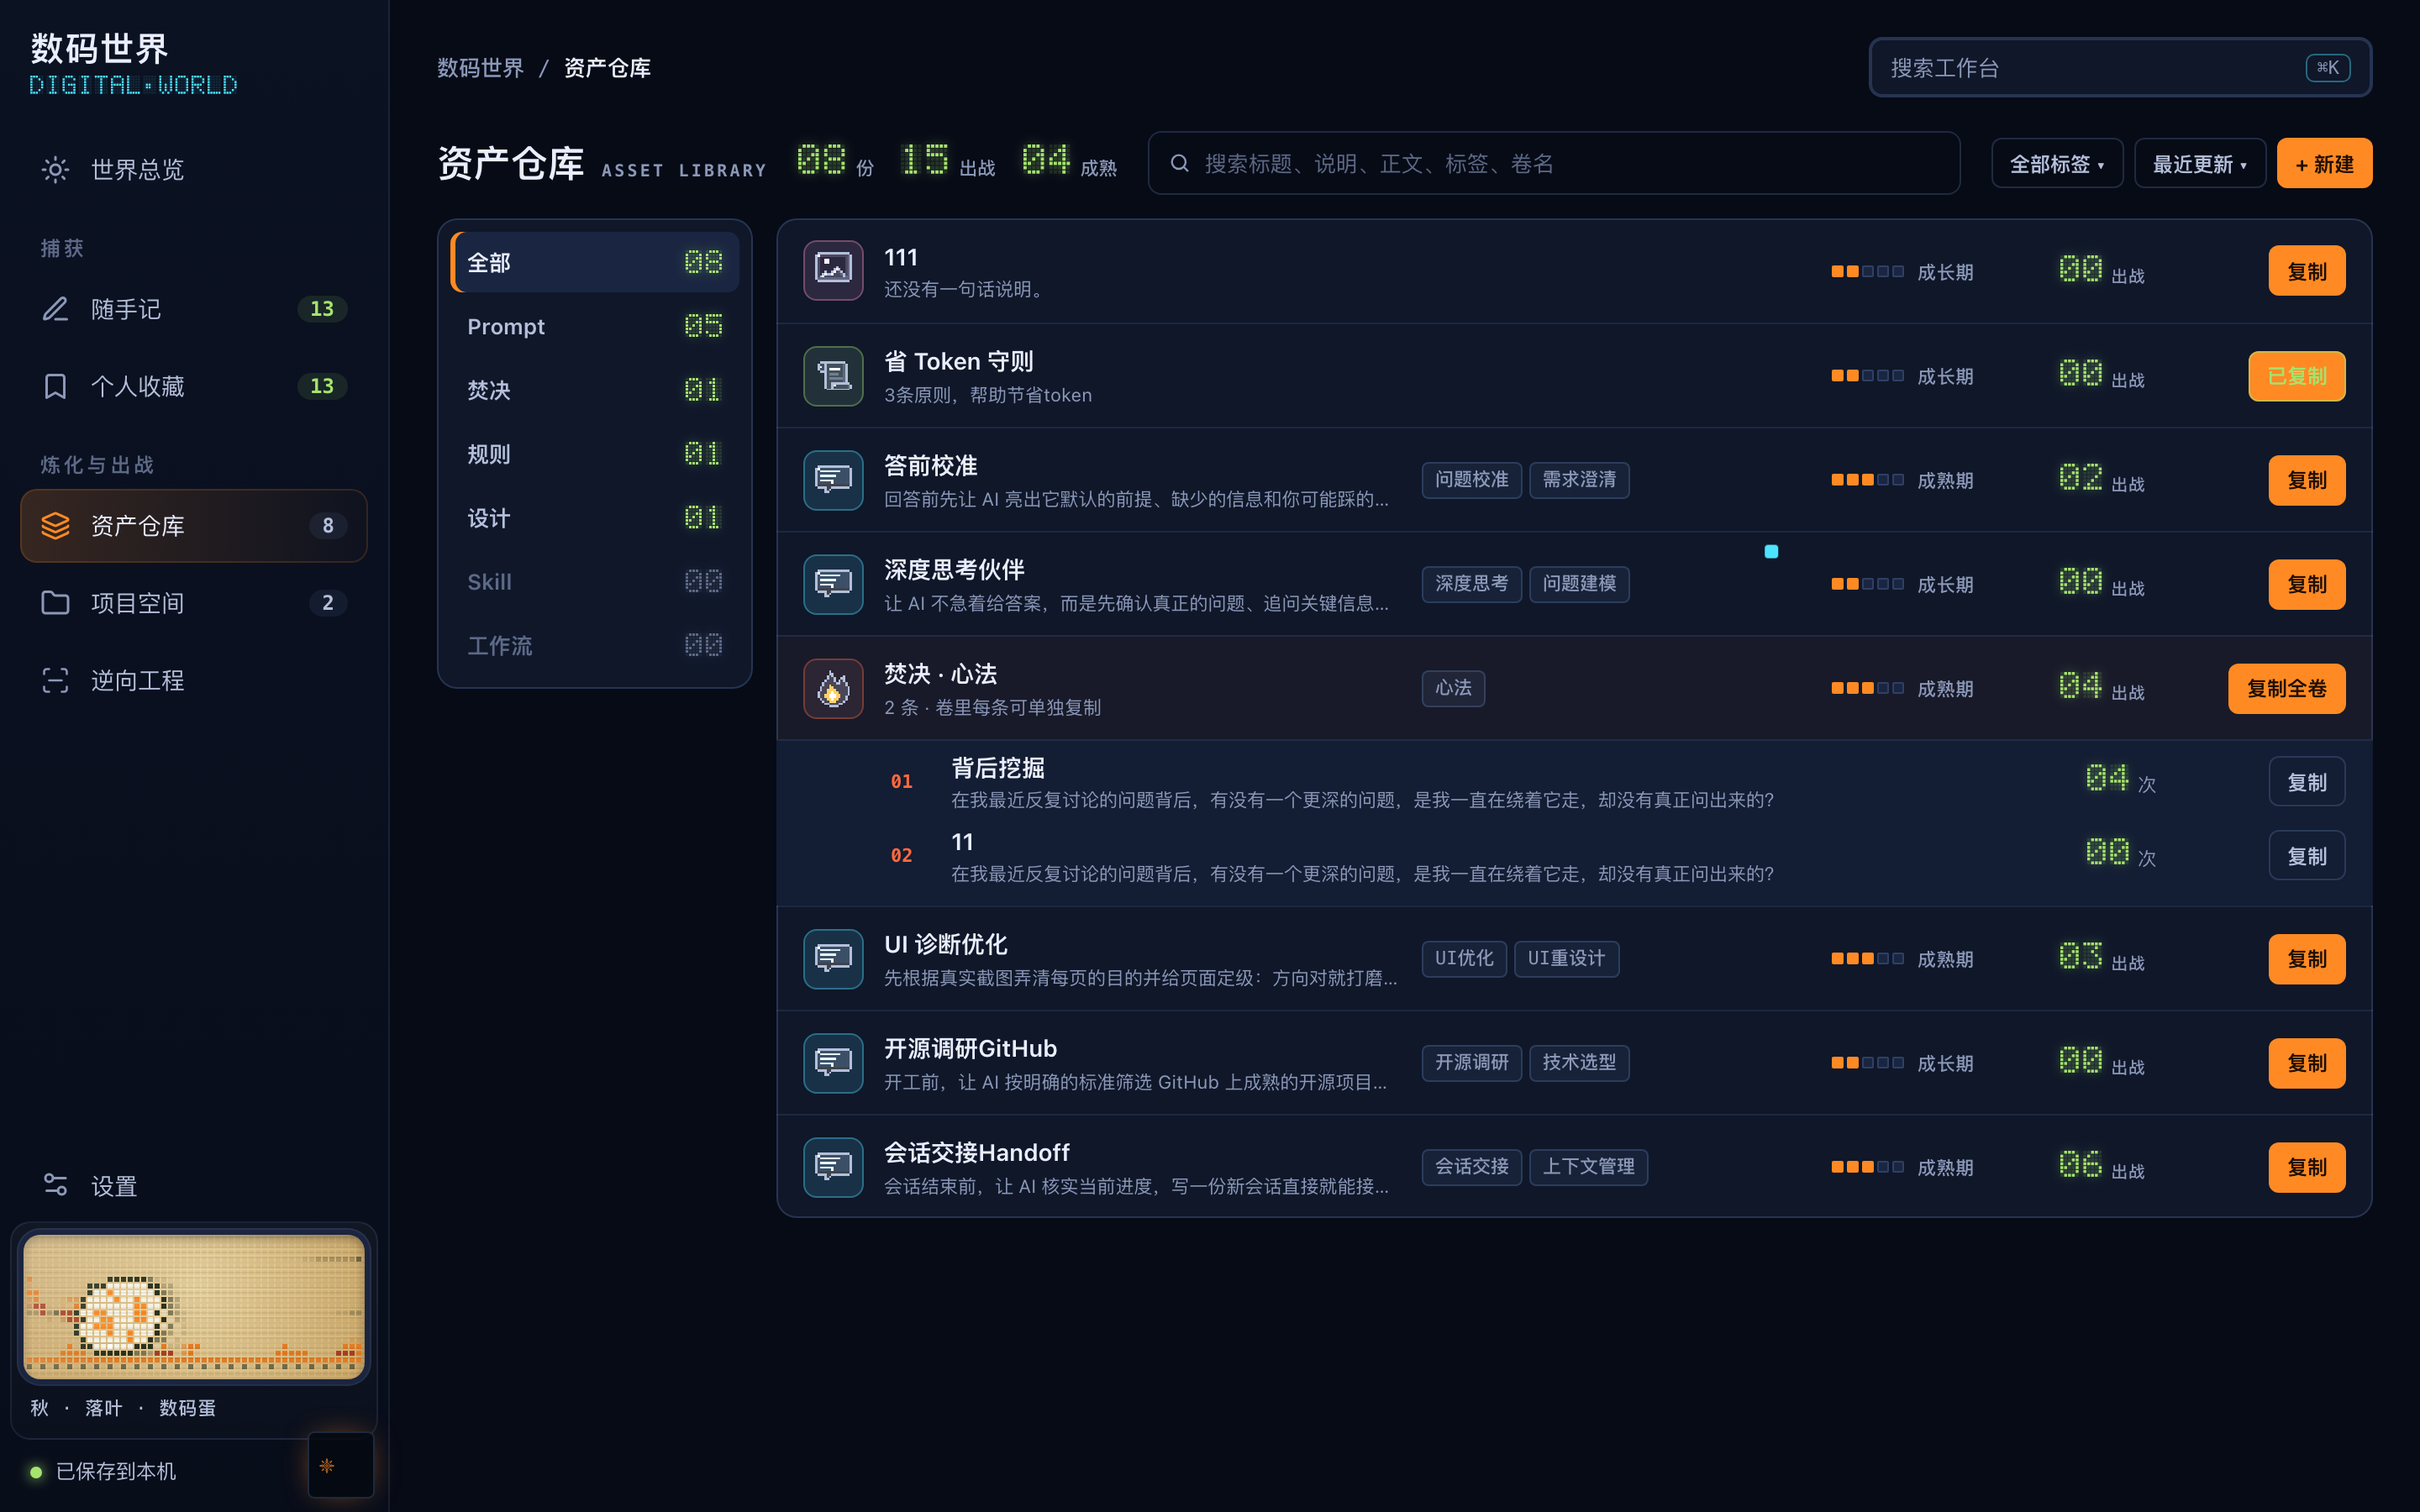 数码世界
DIGITAL·WORLD
世界总览
捕获
随手记 13
个人收藏 13
炼化与出战
资产仓库 8
项目空间 2
逆向工程
设置
秋 · 落叶 · 数码蛋
已保存到本机
数码世界 / 资产仓库
搜索工作台 ⌘K
资产仓库 ASSET LIBRARY 08 份 15 出战 04 成熟
搜索标题、说明、正文、标签、卷名
全部标签 ▾ 最近更新 ▾ + 新建
全部 08
Prompt 05
焚决 01
规则 01
设计 01
Skill 00
工作流 00
111
还没有一句话说明。
成长期 00 出战 复制
省 Token 守则
3条原则，帮助节省token
成长期 00 出战 已复制
答前校准
回答前先让 AI 亮出它默认的前提、缺少的信息和你可能踩的...
问题校准 需求澄清
成熟期 02 出战 复制
深度思考伙伴
让 AI 不急着给答案，而是先确认真正的问题、追问关键信息...
深度思考 问题建模
成长期 00 出战 复制
焚决 · 心法
2 条 · 卷里每条可单独复制
心法
成熟期 04 出战 复制全卷
01 背后挖掘
在我最近反复讨论的问题背后，有没有一个更深的问题，是我一直在绕着它走，却没有真正问出来的？
04 次 复制
02 11
在我最近反复讨论的问题背后，有没有一个更深的问题，是我一直在绕着它走，却没有真正问出来的？
00 次 复制
UI 诊断优化
先根据真实截图弄清每页的目的并给页面定级：方向对就打磨...
UI优化 UI重设计
成熟期 03 出战 复制
开源调研GitHub
开工前，让 AI 按明确的标准筛选 GitHub 上成熟的开源项目...
开源调研 技术选型
成长期 00 出战 复制
会话交接Handoff
会话结束前，让 AI 核实当前进度，写一份新会话直接就能接...
会话交接 上下文管理
成熟期 06 出战 复制